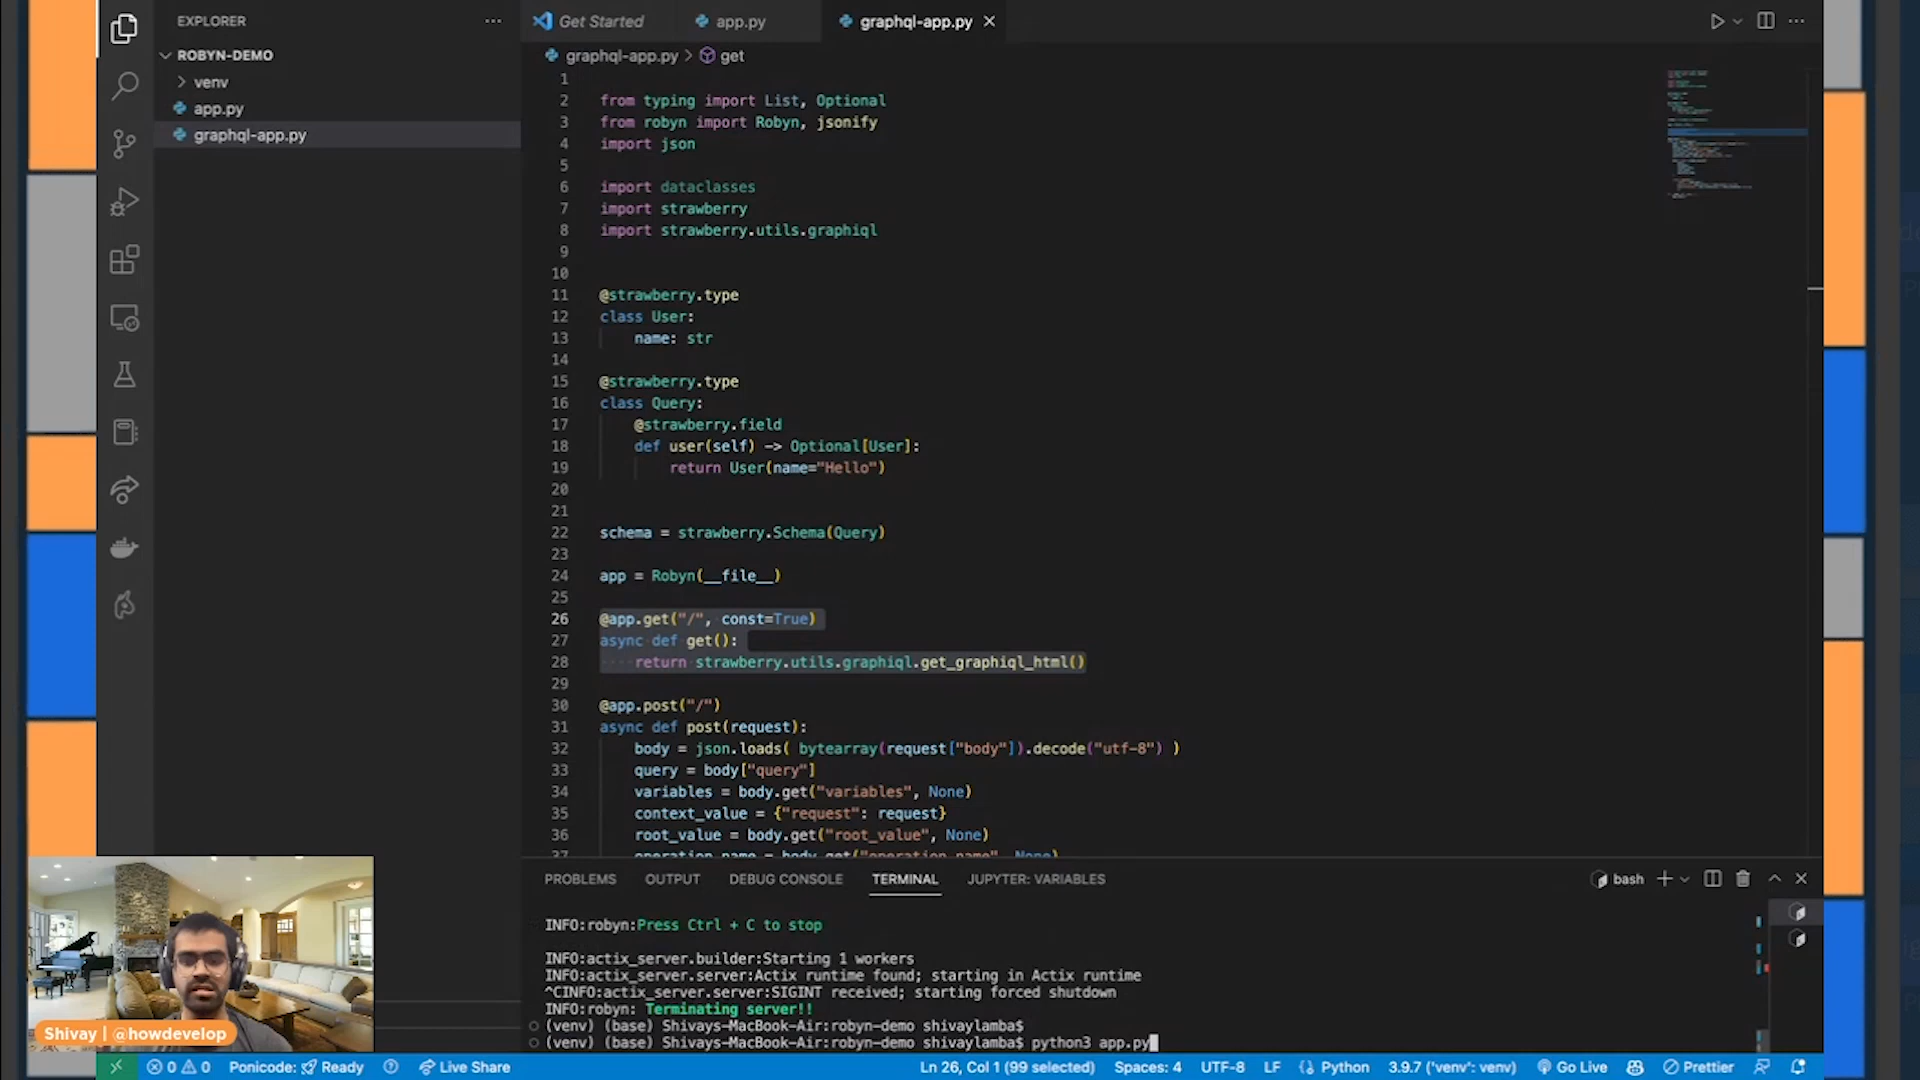 EXPLORER
Get Started
app.py
graphql-app.py
ROBYN-DEMO
graphql-app.py > get
venv
app.py
graphql-app.py
1
2 from typing import List, Optional
3 from robyn import Robyn, jsonify
4 import json
5
6 import dataclasses
7 import strawberry
8 import strawberry.utils.graphiql
9
10
11 @strawberry.type
12 class User:
13 name: str
14
15 @strawberry.type
16 class Query:
17 @strawberry.field
18 def user(self) -> Optional[User]:
19 return User(name="Hello")
20
21
22 schema = strawberry.Schema(Query)
23
24 app = Robyn(__file__)
25
26 @app.get("/", const=True)
27 async def get():
28 return strawberry.utils.graphiql.get_graphiql_html()
29
30 @app.post("/")
31 async def post(request):
32 body = json.loads( bytearray(request["body"]).decode("utf-8") )
33 query = body["query"]
34 variables = body.get("variables", None)
35 context_value = {"request": request}
36 root_value = body.get("root_value", None)
37 operation_name = body.get("operation_name", None)
PROBLEMS OUTPUT DEBUG CONSOLE TERMINAL JUPYTER: VARIABLES
bash
INFO:robyn:Press Ctrl + C to stop
INFO:actix_server.builder:Starting 1 workers
INFO:actix_server.server:Actix runtime found; starting in Actix runtime
^CINFO:actix_server.server:SIGINT received; starting forced shutdown
INFO:robyn: Terminating server!!
(venv) (base) Shivays-MacBook-Air:robyn-demo shivaylamba$
(venv) (base) Shivays-MacBook-Air:robyn-demo shivaylamba$ python3 app.py
Shivay | @howdevelop
0 0 Ponicode: Ready Live Share Ln 26, Col 1 (99 selected) Spaces: 4 UTF-8 LF Python 3.9.7 ('venv': venv) Go Live Prettier